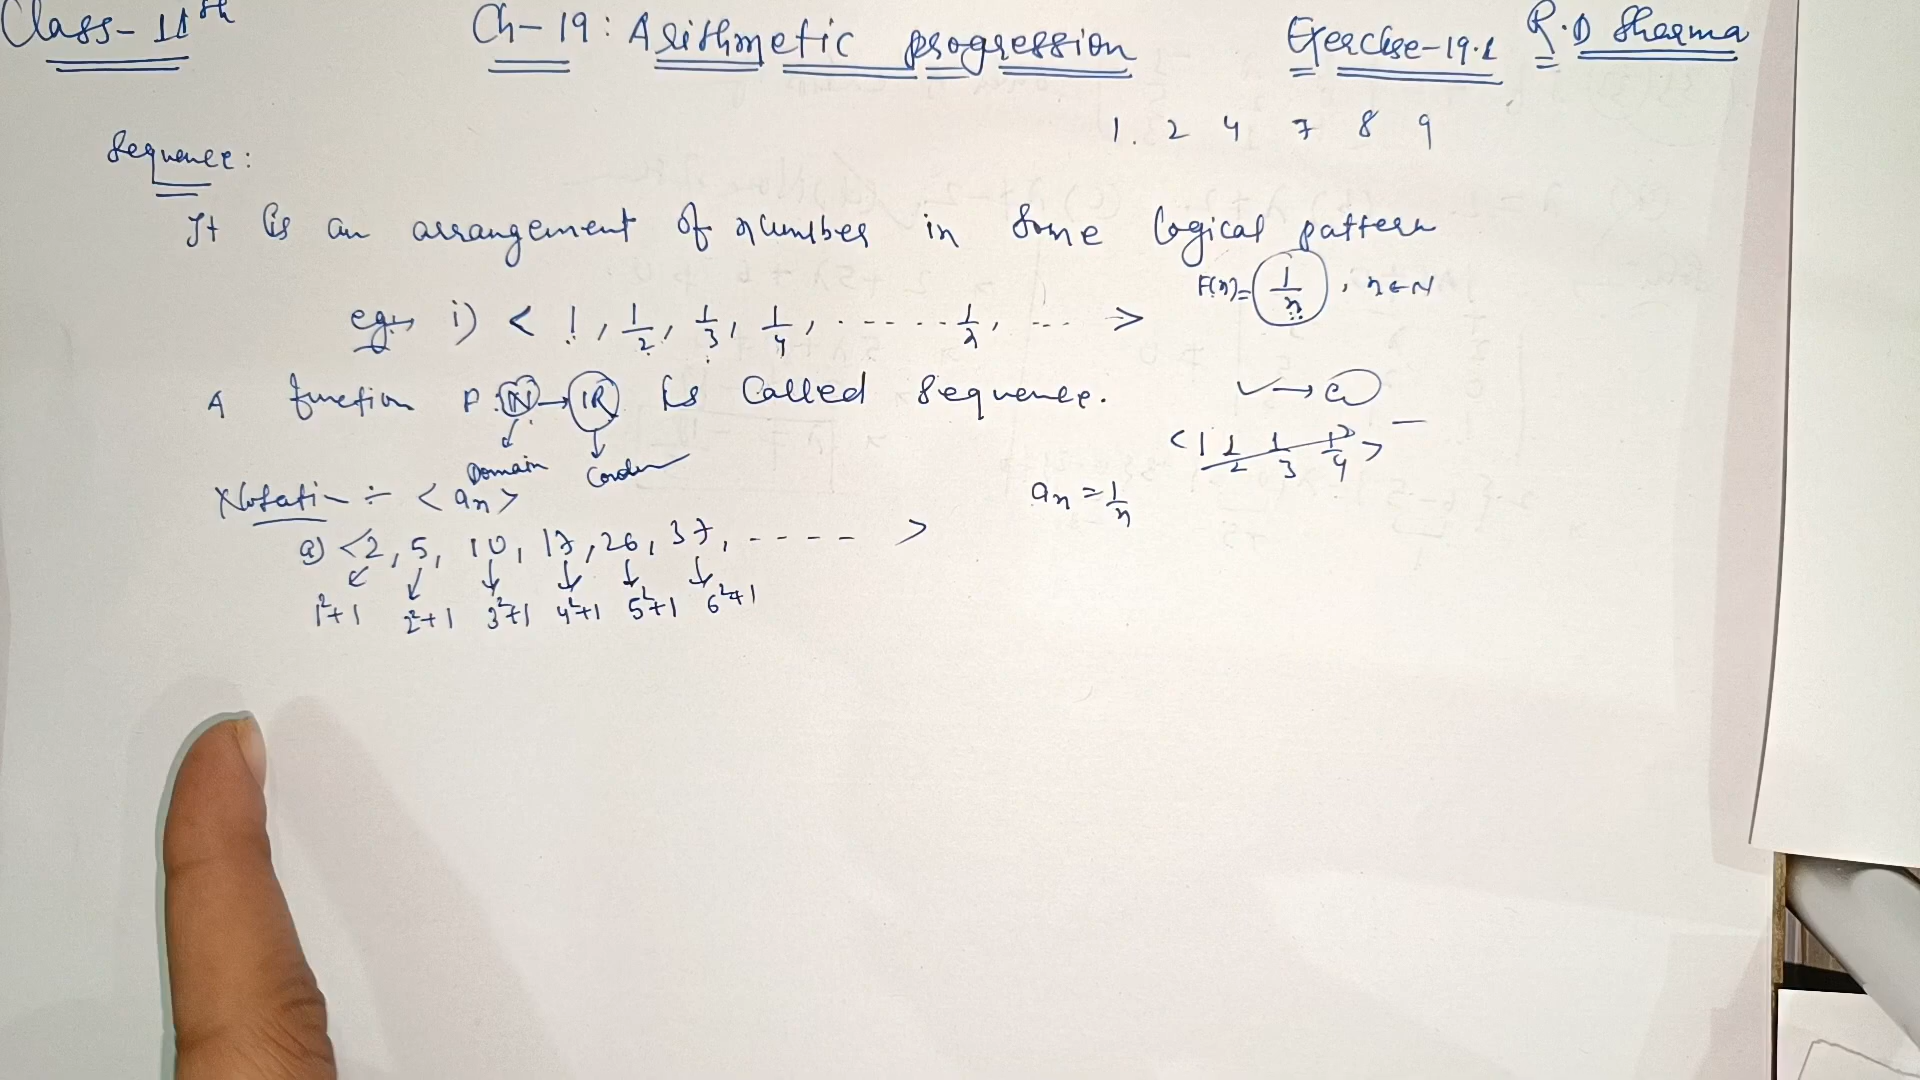 Class-11th Ch-19: Arithmetic progression Exercise-19.1 R.D Sharma
1. 2 4 7 8 9
Sequence:
It is an arrangement of number in some logical pattern
F(n)=1/n, n∈N
eg:- i) < 1, 1/2, 1/3, 1/4, ......1/n, ... >
A function F:N→IR is Called Sequence.
Domain
<1 1/2 1/3 1/4>
Notation :- <an>
an=1/n
a) <2, 5, 10, 17, 26, 37, ---- >
1²+1 2²+1 3²+1 4²+1 5²+1 6²+1